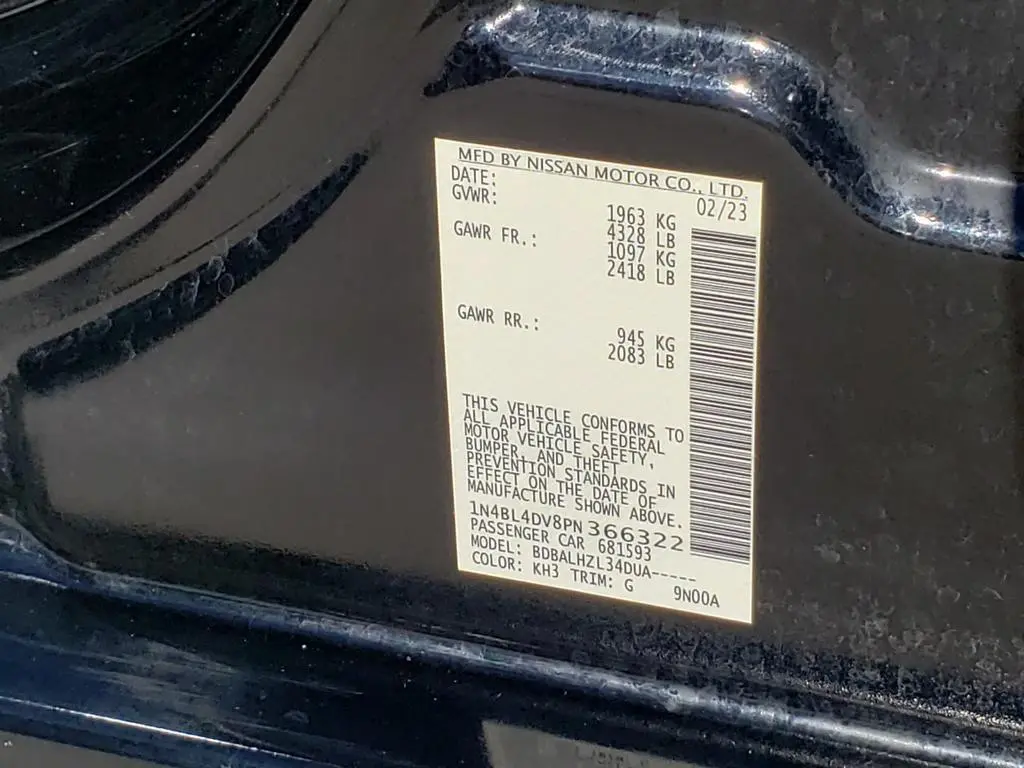 MFD BY NISSAN MOTOR CO., LTD.
DATE: 02/23
GVWR: 1963 KG
4328 LB
GAWR FR.: 1097 KG
2418 LB
GAWR RR.: 945 KG
2083 LB
THIS VEHICLE CONFORMS TO
ALL APPLICABLE FEDERAL
MOTOR VEHICLE SAFETY,
BUMPER, AND THEFT
PREVENTION STANDARDS IN
EFFECT ON THE DATE OF
MANUFACTURE SHOWN ABOVE.
1N4BL4DV8PN 366322
PASSENGER CAR 681593
MODEL: BDBALHZL34DUA-----
COLOR: KH3 TRIM: G 9N00A